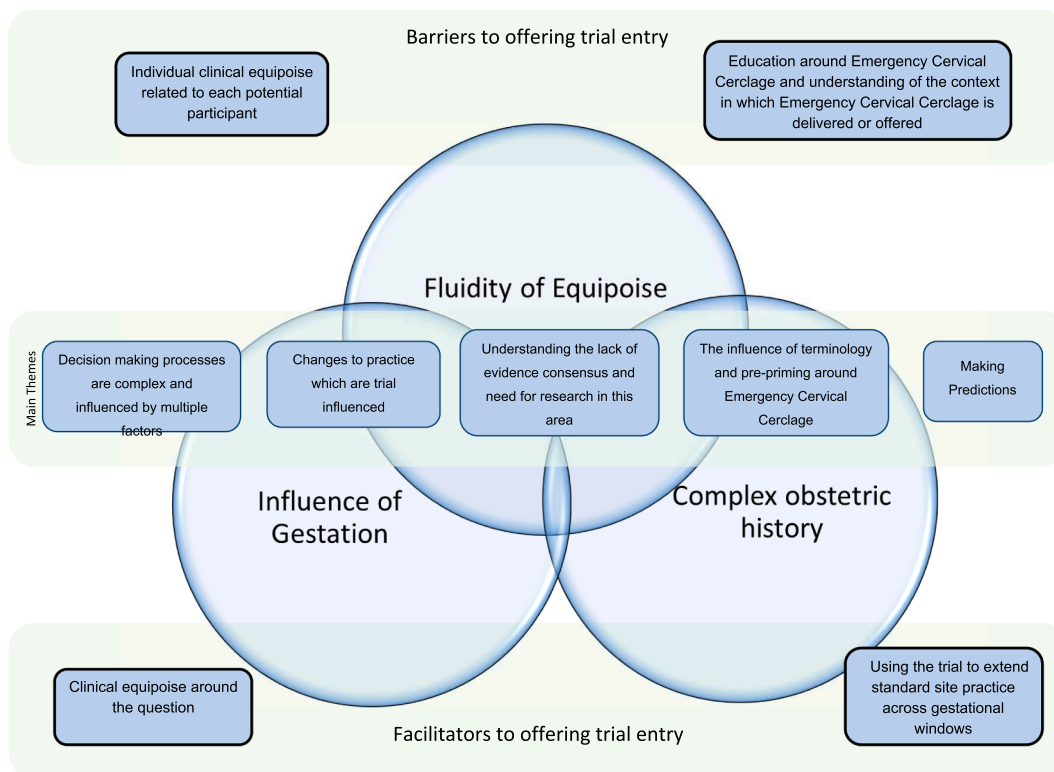 Barriers to offering trial entry
Individual clinical equipoise
related to each potential
participant
Education around Emergency Cervical
Cerclage and understanding of the context
in which Emergency Cervical Cerclage is
delivered or offered
Fluidity of Equipoise
Main Themes
Decision making processes
are complex and
influenced by multiple
factors
Changes to practice
which are trial
influenced
Understanding the lack of
evidence consensus and
need for research in this
area
The influence of terminology
and pre-priming around
Emergency Cervical
Cerclage
Making
Predictions
Influence of
Gestation
Complex obstetric
history
Clinical equipoise around
the question
Using the trial to extend
standard site practice
across gestational
windows
Facilitators to offering trial entry